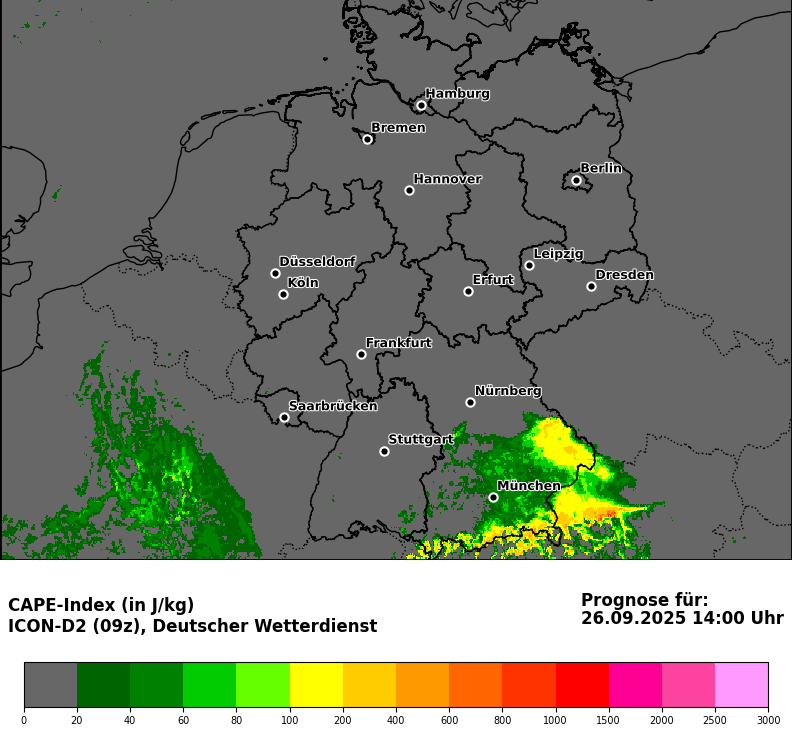 Hamburg
Bremen
Berlin
Hannover
Leipzig
Düsseldorf
Dresden
Köln
Erfurt
Frankfurt
Nürnberg
Saarbrücken
Stuttgart
München
CAPE-Index (in J/kg)
ICON-D2 (09z), Deutscher Wetterdienst
Prognose für:
26.09.2025 14:00 Uhr
0 20 40 60 80 100 200 400 600 800 1000 1500 2000 2500 3000